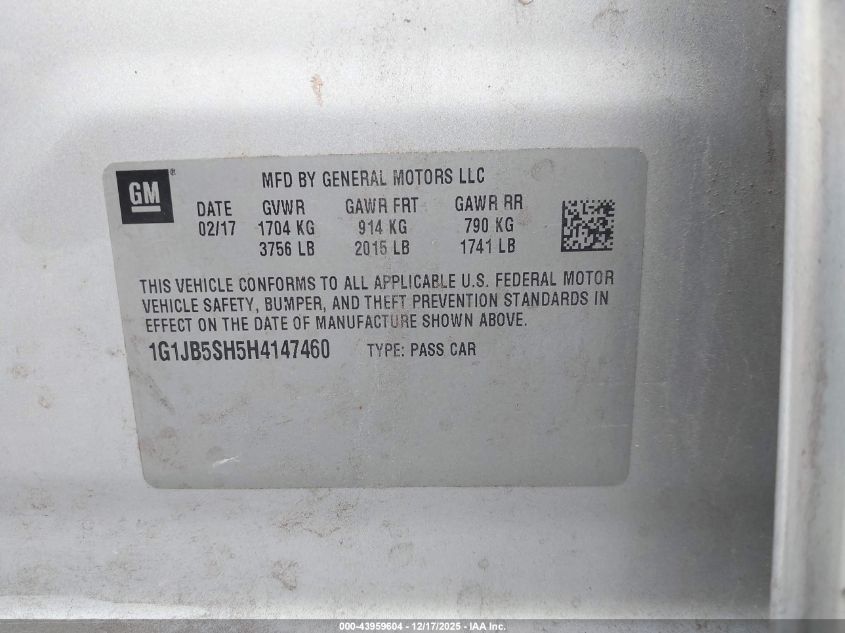 GM®
MFD BY GENERAL MOTORS LLC
DATE GVWR GAWR FRT GAWR RR
02/17 1704 KG 914 KG 790 KG
3756 LB 2015 LB 1741 LB
THIS VEHICLE CONFORMS TO ALL APPLICABLE U.S. FEDERAL MOTOR
VEHICLE SAFETY, BUMPER, AND THEFT PREVENTION STANDARDS IN
EFFECT ON THE DATE OF MANUFACTURE SHOWN ABOVE.
1G1JB5SH5H4147460 TYPE: PASS CAR
000-43959604 - 12/17/2025 - IAA Inc.